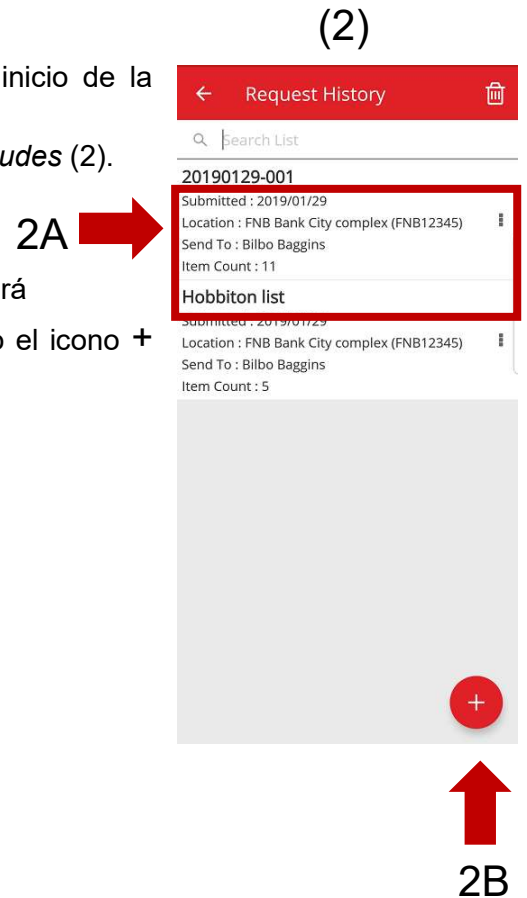 (2)
inicio de la
udes (2).
2A
rá
o el icono +
Request History
Search List
20190129-001
Submitted : 2019/01/29
Location : FNB Bank City complex (FNB12345)
Send To : Bilbo Baggins
Item Count : 11
Hobbiton list
Submitted : 2019/01/29
Location : FNB Bank City complex (FNB12345)
Send To : Bilbo Baggins
Item Count : 5
+
2B